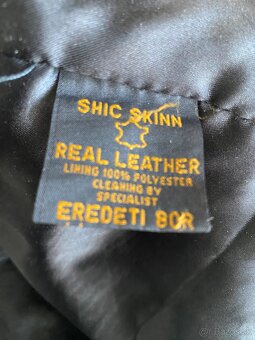 SHIC SKINN
REAL LEATHER
LINING 100% POLYESTER
CLEANING BY
SPECIALIST
EREDETI BŐR